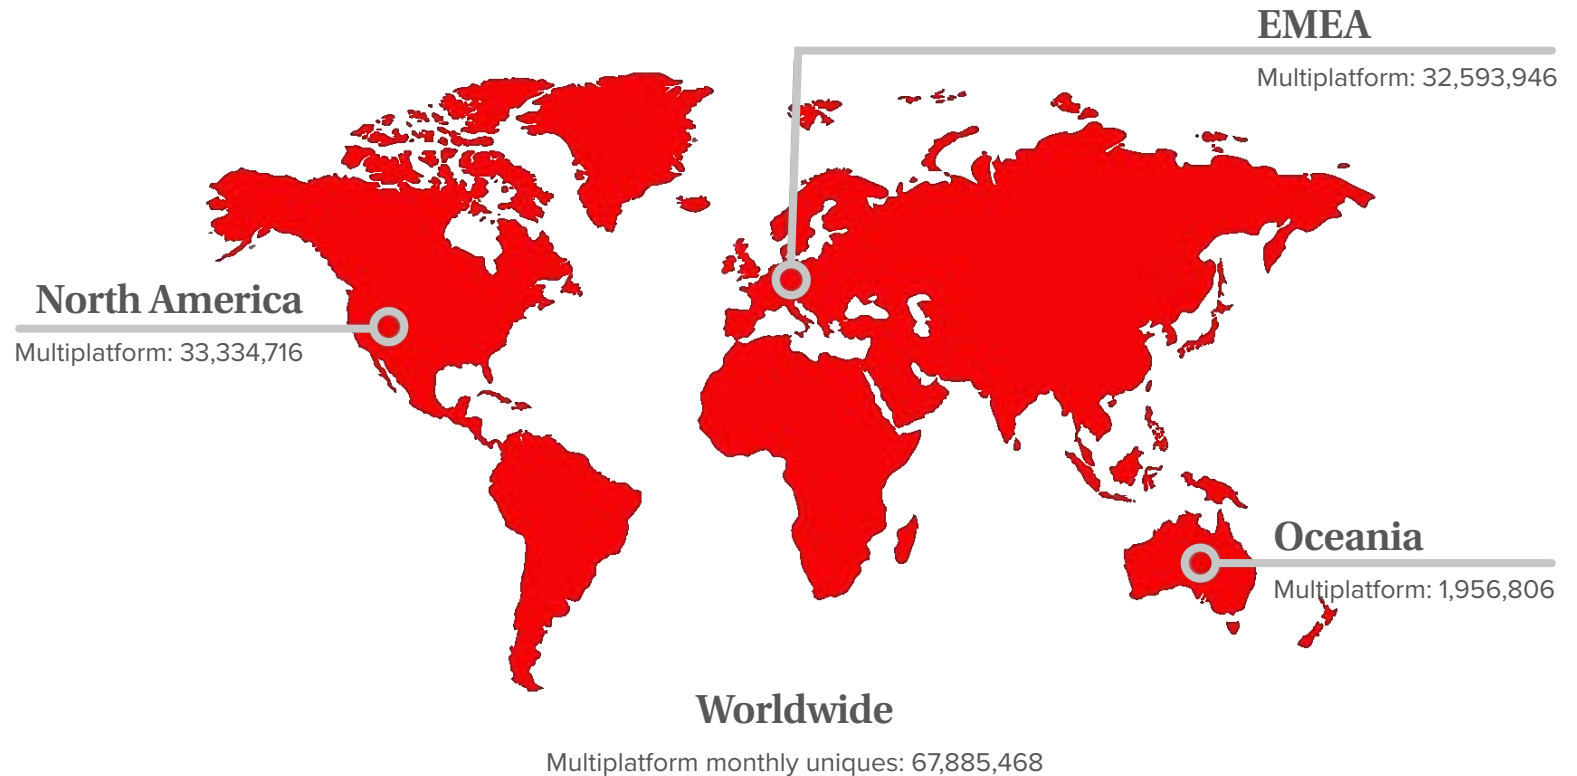 EMEA
Multiplatform: 32,593,946
North America
Multiplatform: 33,334,716
Oceania
Multiplatform: 1,956,806
Worldwide
Multiplatform monthly uniques: 67,885,468